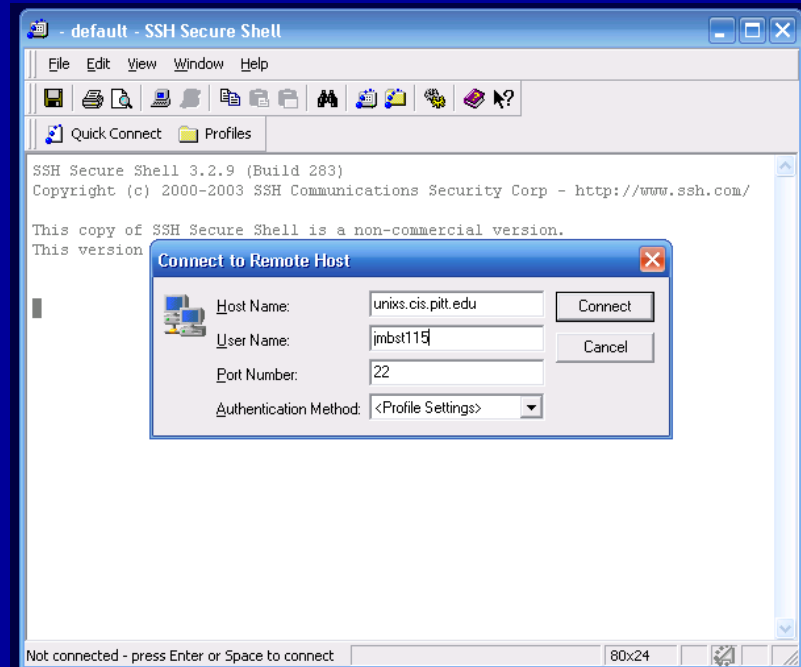 - default - SSH Secure Shell
File Edit View Window Help
Quick Connect Profiles
SSH Secure Shell 3.2.9 (Build 283)
Copyright (c) 2000-2003 SSH Communications Security Corp - http://www.ssh.com/
This copy of SSH Secure Shell is a non-commercial version.
This version
Connect to Remote Host
Host Name: unixs.cis.pitt.edu Connect
User Name: jmbst115 Cancel
Port Number: 22
Authentication Method: <Profile Settings>
Not connected - press Enter or Space to connect 80x24